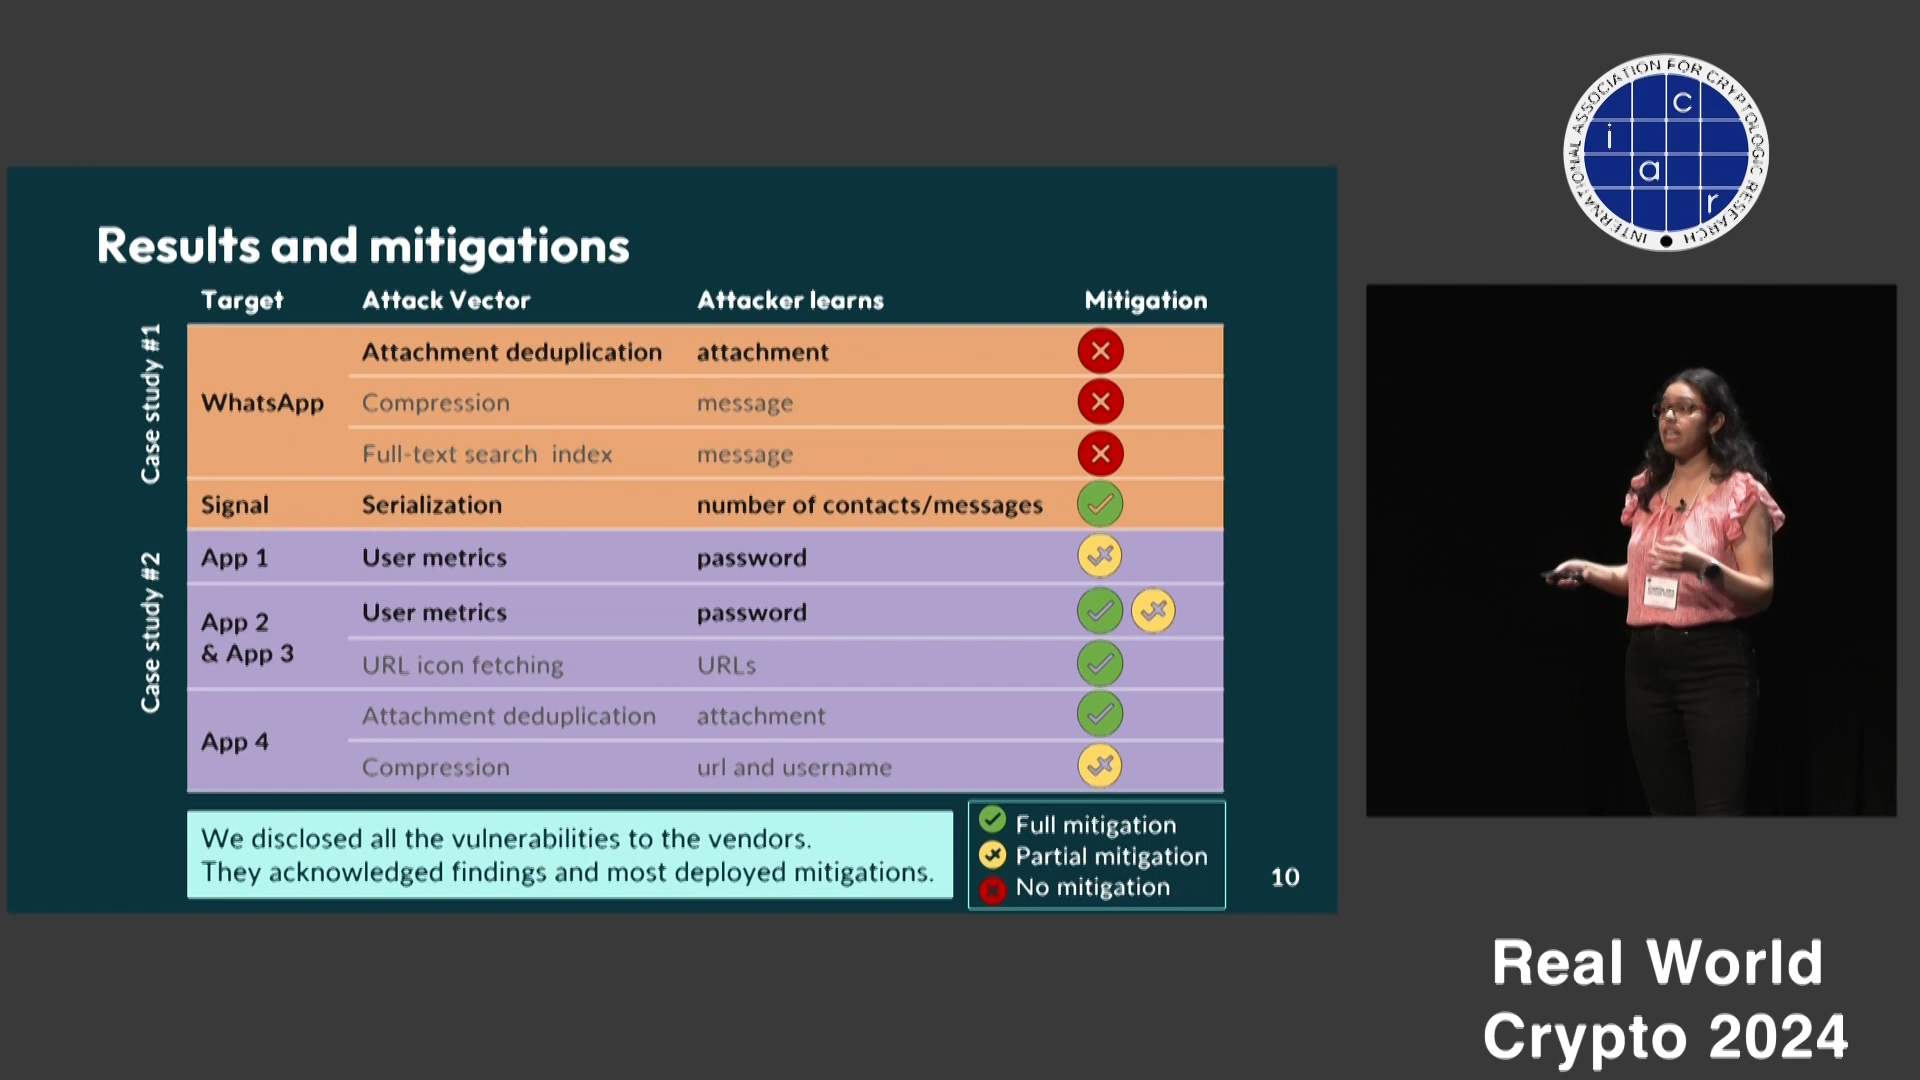 Results and mitigations
Target Attack Vector Attacker learns Mitigation
Case study #1
WhatsApp
Attachment deduplication attachment
Compression message
Full-text search index message
Signal Serialization number of contacts/messages
Case study #2
App 1 User metrics password
App 2
& App 3
User metrics password
URL icon fetching URLs
App 4
Attachment deduplication attachment
Compression url and username
We disclosed all the vulnerabilities to the vendors.
They acknowledged findings and most deployed mitigations.
Full mitigation
Partial mitigation
No mitigation
10
INTERNATIONAL ASSOCIATION FOR CRYPTOLOGIC RESEARCH
i a c r
Real World
Crypto 2024